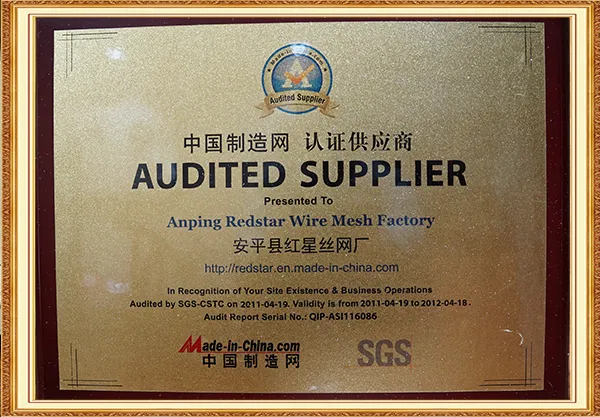 Made-in-China.com
Audited Supplier
中国制造网 认证供应商
AUDITED SUPPLIER
Presented To
Anping Redstar Wire Mesh Factory
安平县红星丝网厂
http://redstar.en.made-in-china.com
In Recognition of Your Site Existence & Business Operations
Audited by SGS-CSTC on 2011-04-19. Validity is from 2011-04-19 to 2012-04-18.
Audit Report Serial No.: QIP-ASI116086
Made-in-China.com
中国制造网
SGS